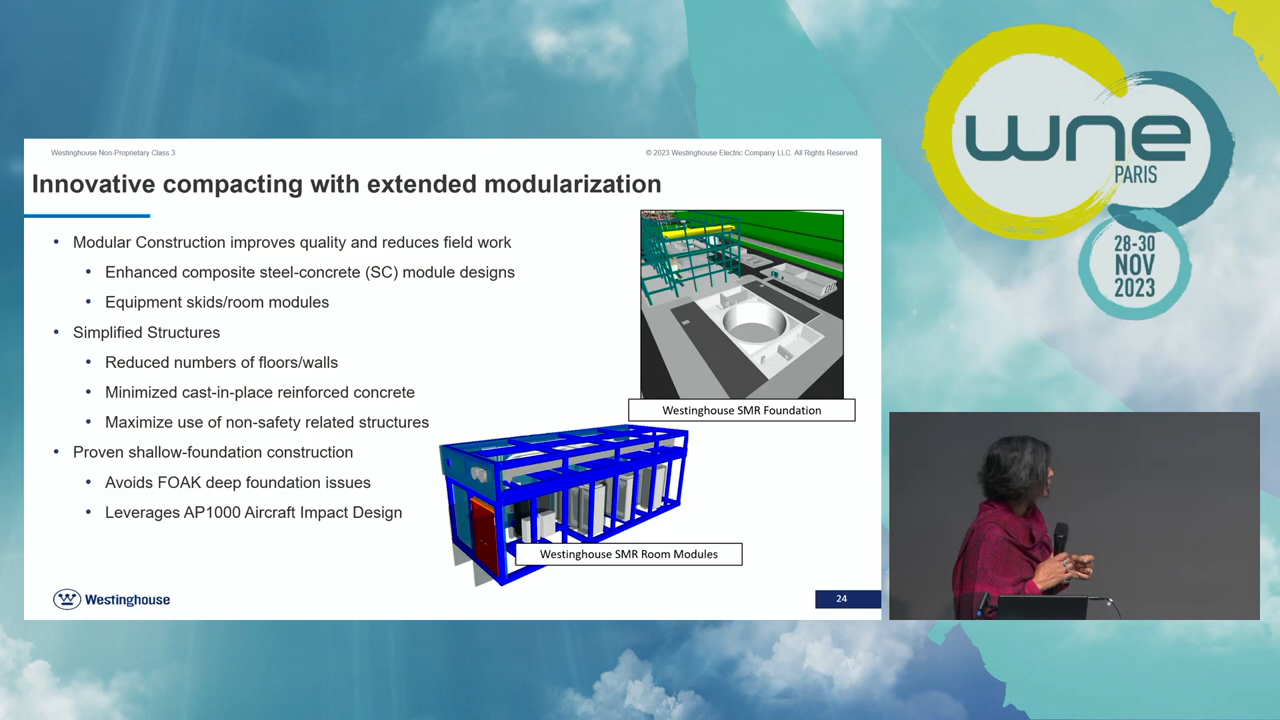 Westinghouse Non-Proprietary Class 3
© 2023 Westinghouse Electric Company LLC. All Rights Reserved.
Innovative compacting with extended modularization
• Modular Construction improves quality and reduces field work
• Enhanced composite steel-concrete (SC) module designs
• Equipment skids/room modules
• Simplified Structures
• Reduced numbers of floors/walls
• Minimized cast-in-place reinforced concrete
• Maximize use of non-safety related structures
• Proven shallow-foundation construction
• Avoids FOAK deep foundation issues
• Leverages AP1000 Aircraft Impact Design
Westinghouse SMR Foundation
Westinghouse SMR Room Modules
Westinghouse
24
wne
PARIS
28-30
NOV
2023